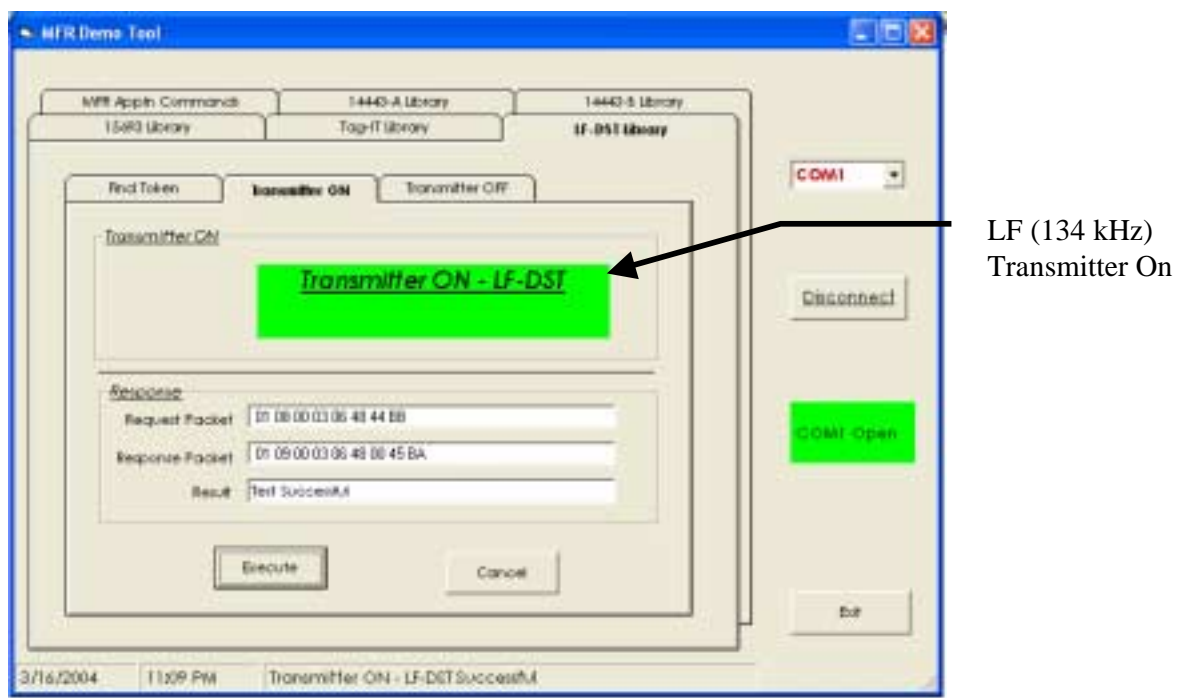 MFR Demo Tool
MFR Appln Commands
14443-A Library
14443-B Library
15693 Library
Tag-IT Library
LF-DST Library
Find Token
Transmitter ON
Transmitter OFF
Transmitter ON
Transmitter ON - LF-DST
Response
Request Packet
01 08 00 03 06 48 44 BB
Response Packet
01 09 00 03 06 48 00 45 BA
Result
Test Successful
Execute
Cancel
COM1
Disconnect
COM1 Open
Exit
3/16/2004
11:09 PM
Transmitter ON - LF-DST Successful
LF (134 kHz)
Transmitter On